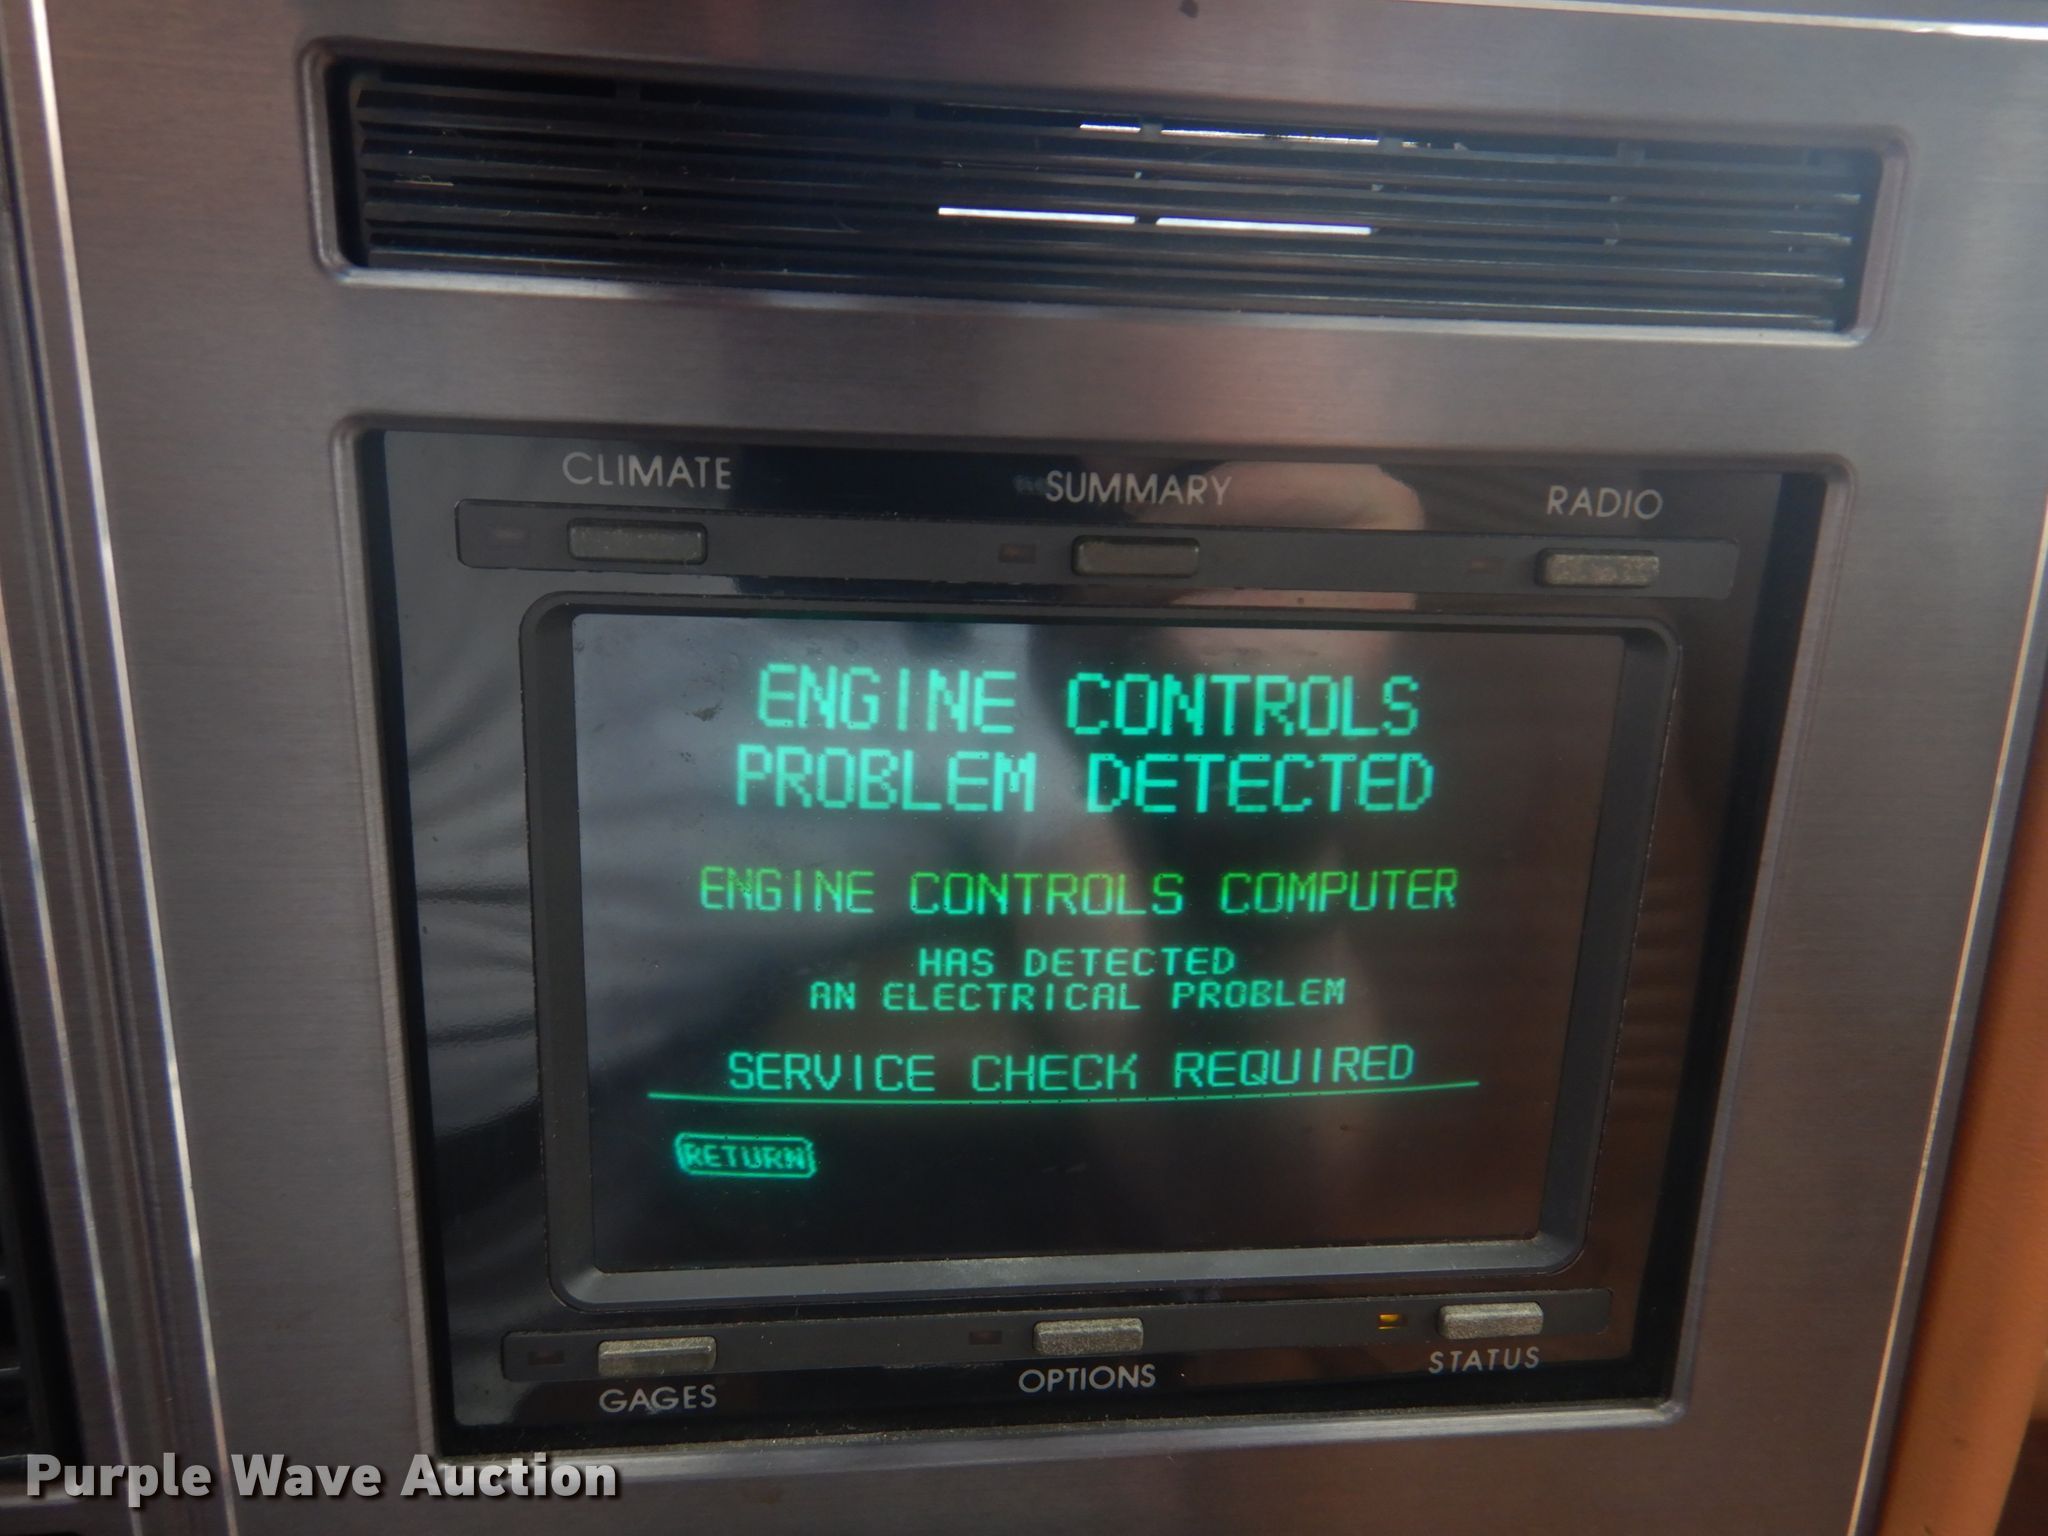 CLIMATE SUMMARY RADIO
ENGINE CONTROLS
PROBLEM DETECTED
ENGINE CONTROLS COMPUTER
HAS DETECTED
AN ELECTRICAL PROBLEM
SERVICE CHECK REQUIRED
RETURN
GAGES OPTIONS STATUS
Purple Wave Auction